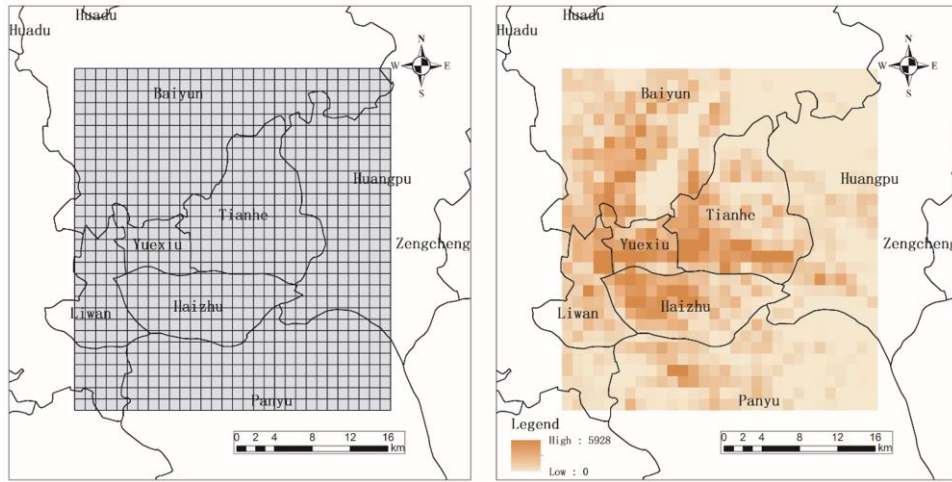 Huadu
Huadu
N
W E
S
Baiyun
Huangpu
Tianhe
Yuexiu
Zengcheng
Haizhu
Liwan
Panyu
0 2 4 8 12 16
km
Huadu
Huadu
N
W E
S
Baiyun
Huangpu
Tianhe
Yuexiu
Zengcheng
Haizhu
Liwan
Panyu
Legend
High : 5928
Low : 0
0 2 4 8 12 16
km